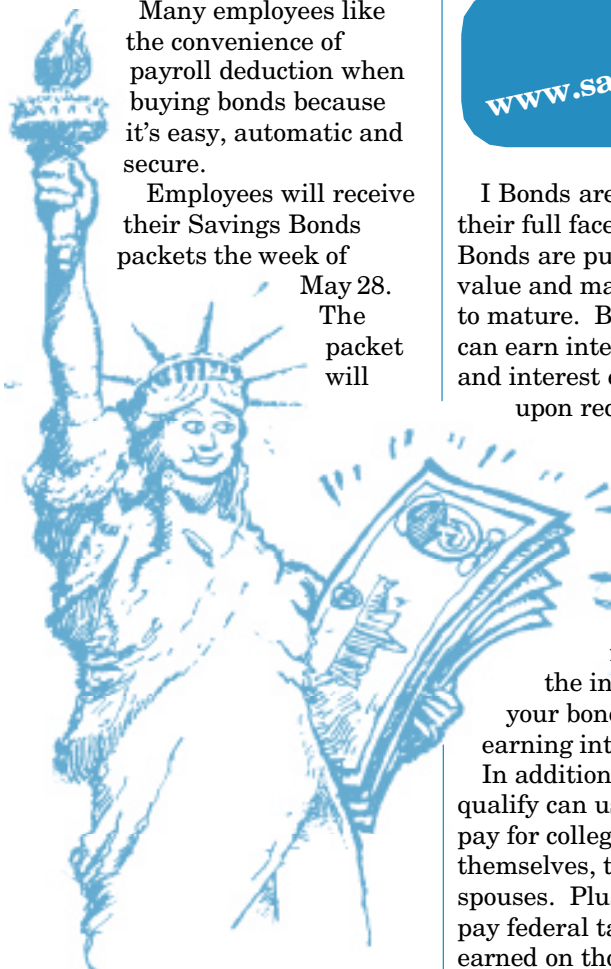 Many employees like
the convenience of
payroll deduction when
buying bonds because
it's easy, automatic and
secure.
Employees will receive
their Savings Bonds
packets the week of
May 28.
The
packet
will
www.sa
I Bonds are
their full face
Bonds are pu
value and ma
to mature. B
can earn inte
and interest
upon red
the in
your bon
earning int
In addition
qualify can us
pay for colleg
themselves, t
spouses. Plu
pay federal ta
earned on tho